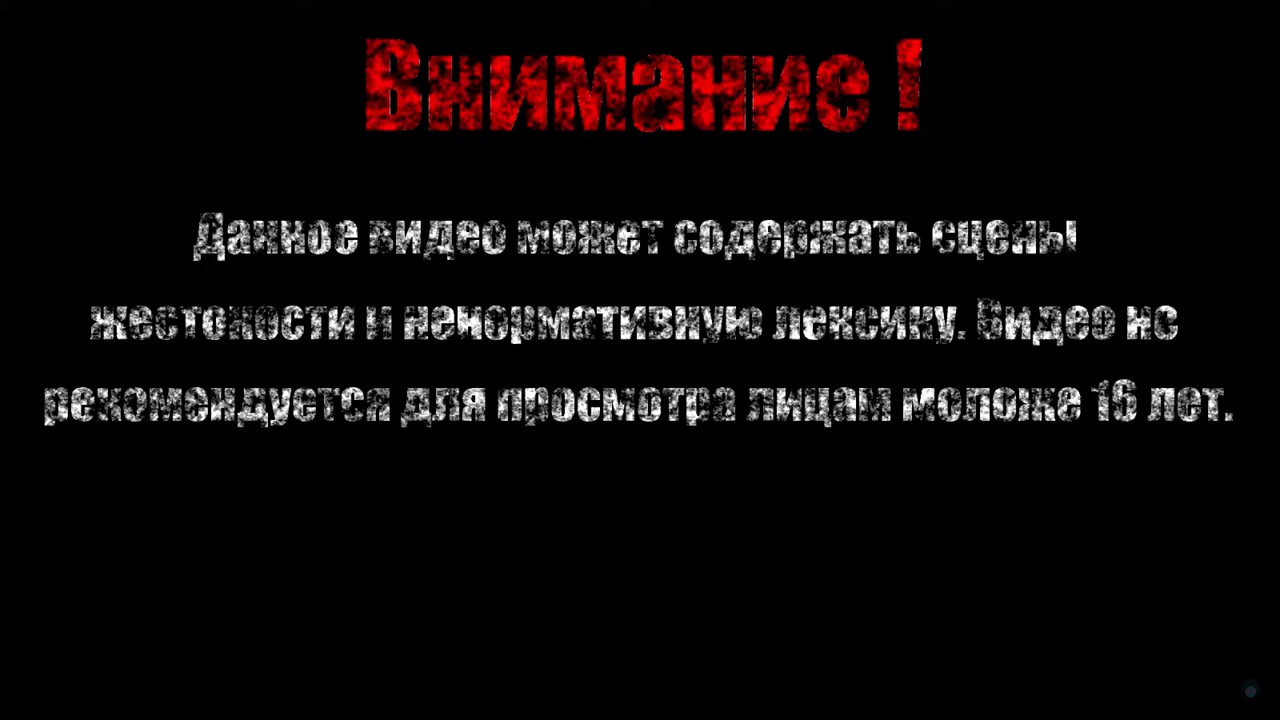 Внимание !
Данное видео может содержать сцены
жестокости и ненормативную лексику. Видео не
рекомендуется для просмотра лицам моложе 16 лет.